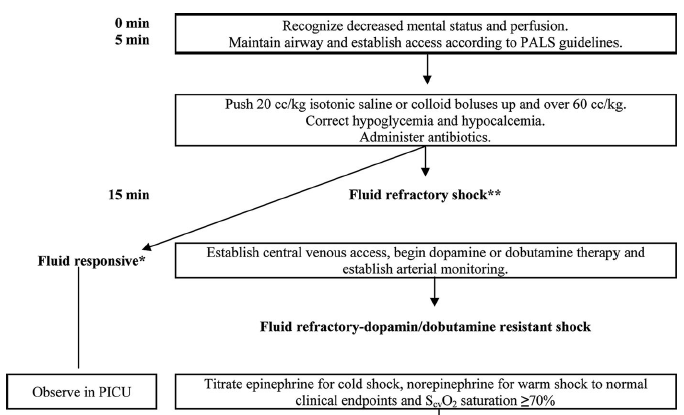 0 min
5 min
Recognize decreased mental status and perfusion.
Maintain airway and establish access according to PALS guidelines.
Push 20 cc/kg isotonic saline or colloid boluses up and over 60 cc/kg.
Correct hypoglycemia and hypocalcemia.
Administer antibiotics.
15 min
Fluid refractory shock**
Fluid responsive*
Establish central venous access, begin dopamine or dobutamine therapy and
establish arterial monitoring.
Fluid refractory-dopamin/dobutamine resistant shock
Observe in PICU
Titrate epinephrine for cold shock, norepinephrine for warm shock to normal
clinical endpoints and ScvO2 saturation ≥70%